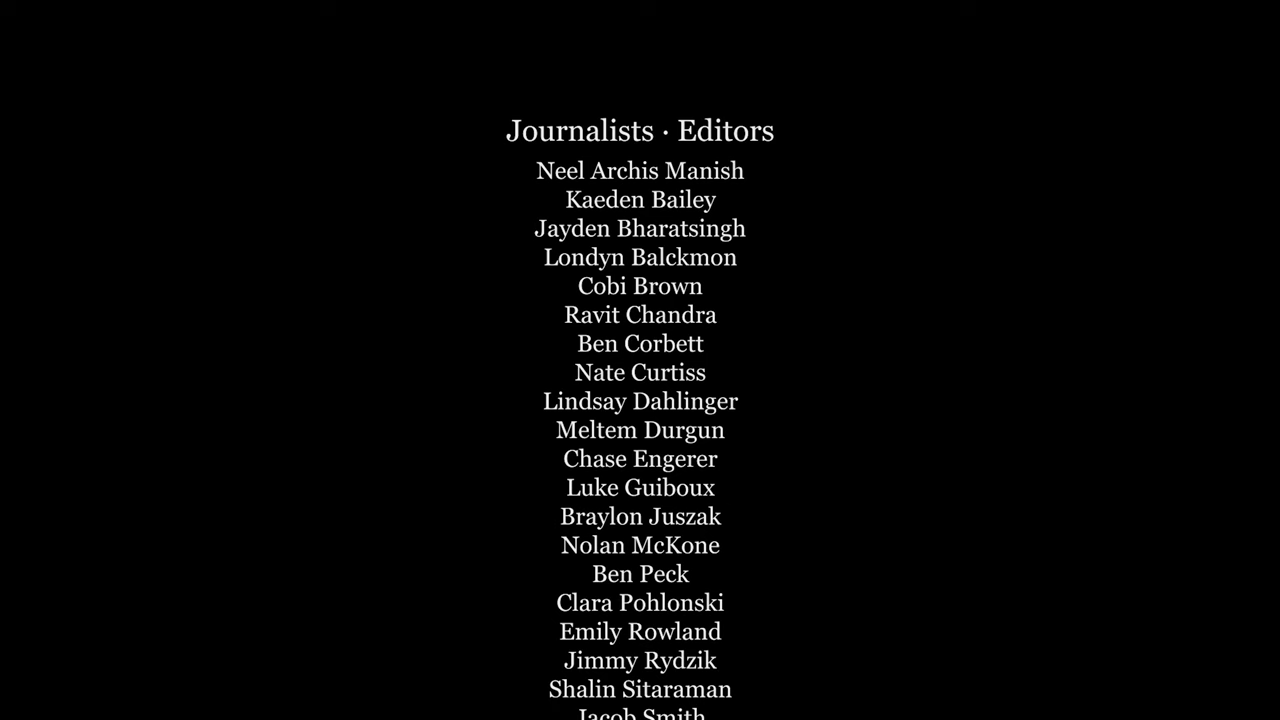 Journalists · Editors
Neel Archis Manish
Kaeden Bailey
Jayden Bharatsingh
Londyn Balckmon
Cobi Brown
Ravit Chandra
Ben Corbett
Nate Curtiss
Lindsay Dahlinger
Meltem Durgun
Chase Engerer
Luke Guiboux
Braylon Juszak
Nolan McKone
Ben Peck
Clara Pohlonski
Emily Rowland
Jimmy Rydzik
Shalin Sitaraman
Jacob Smith